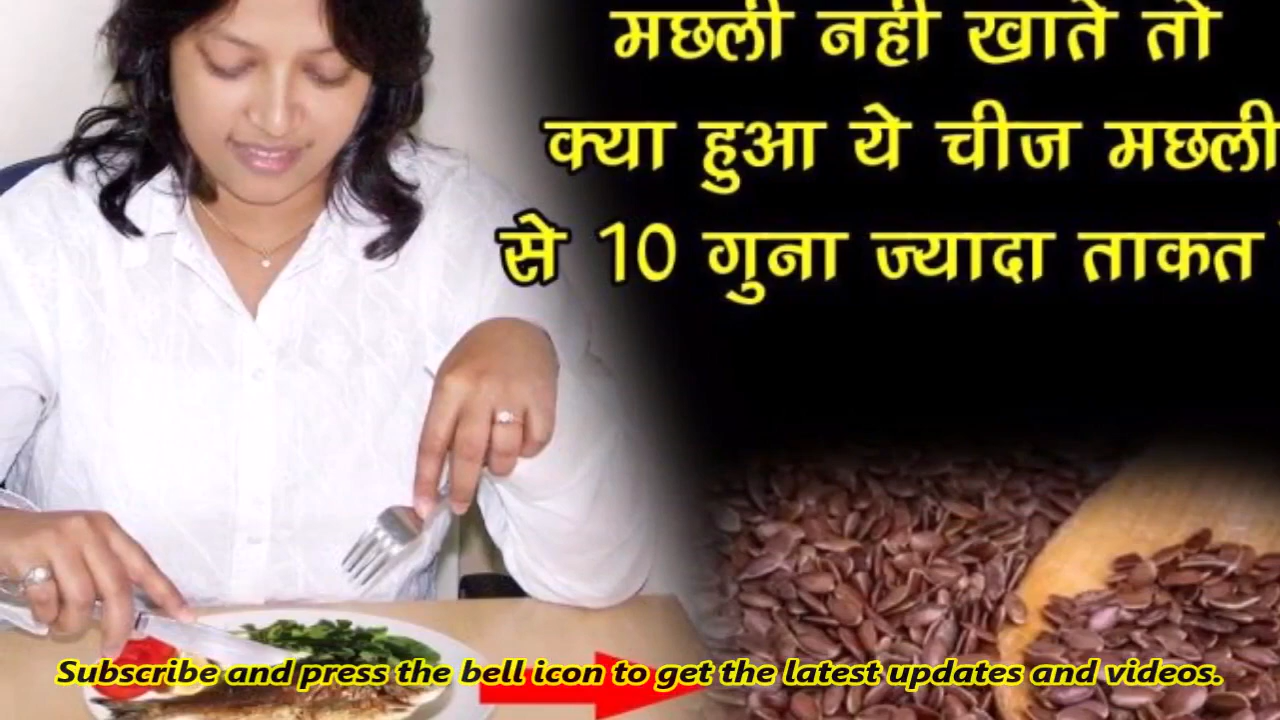 मछली नही खाते तो
क्या हुआ ये चीज मछली
से 10 गुना ज्यादा ताकत
Subscribe and press the bell icon to get the latest updates and videos.